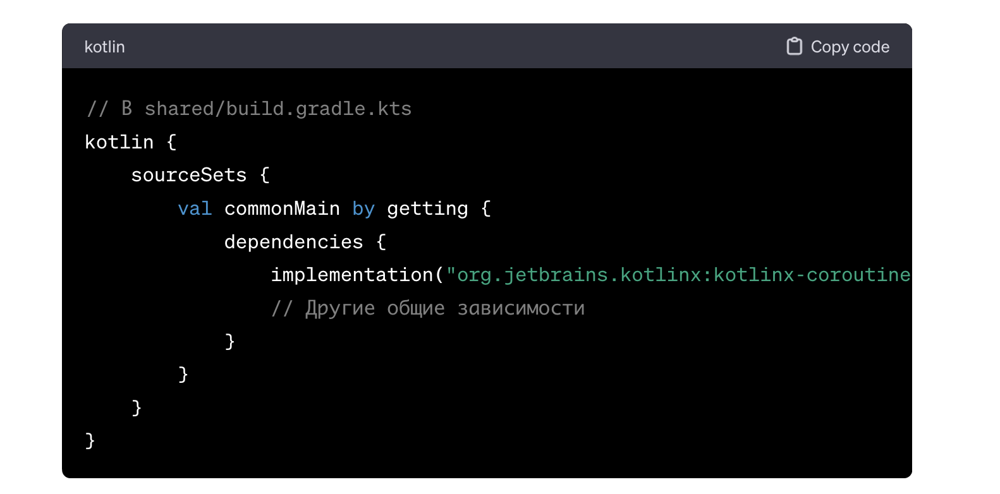 kotlin
Copy code
// В shared/build.gradle.kts
kotlin {
    sourceSets {
        val commonMain by getting {
            dependencies {
                implementation("org.jetbrains.kotlinx:kotlinx-coroutine
                // Другие общие зависимости
            }
        }
    }
}